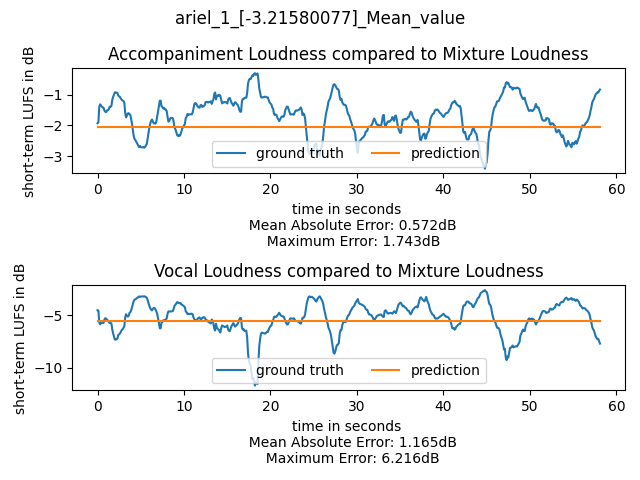 ariel_1_[-3.21580077]_Mean_value
Accompaniment Loudness compared to Mixture Loudness
short-term LUFS in dB
−1
−2
−3
ground truth
prediction
0 10 20 30 40 50 60
time in seconds
Mean Absolute Error: 0.572dB
Maximum Error: 1.743dB
Vocal Loudness compared to Mixture Loudness
short-term LUFS in dB
−5
−10
ground truth
prediction
0 10 20 30 40 50 60
time in seconds
Mean Absolute Error: 1.165dB
Maximum Error: 6.216dB